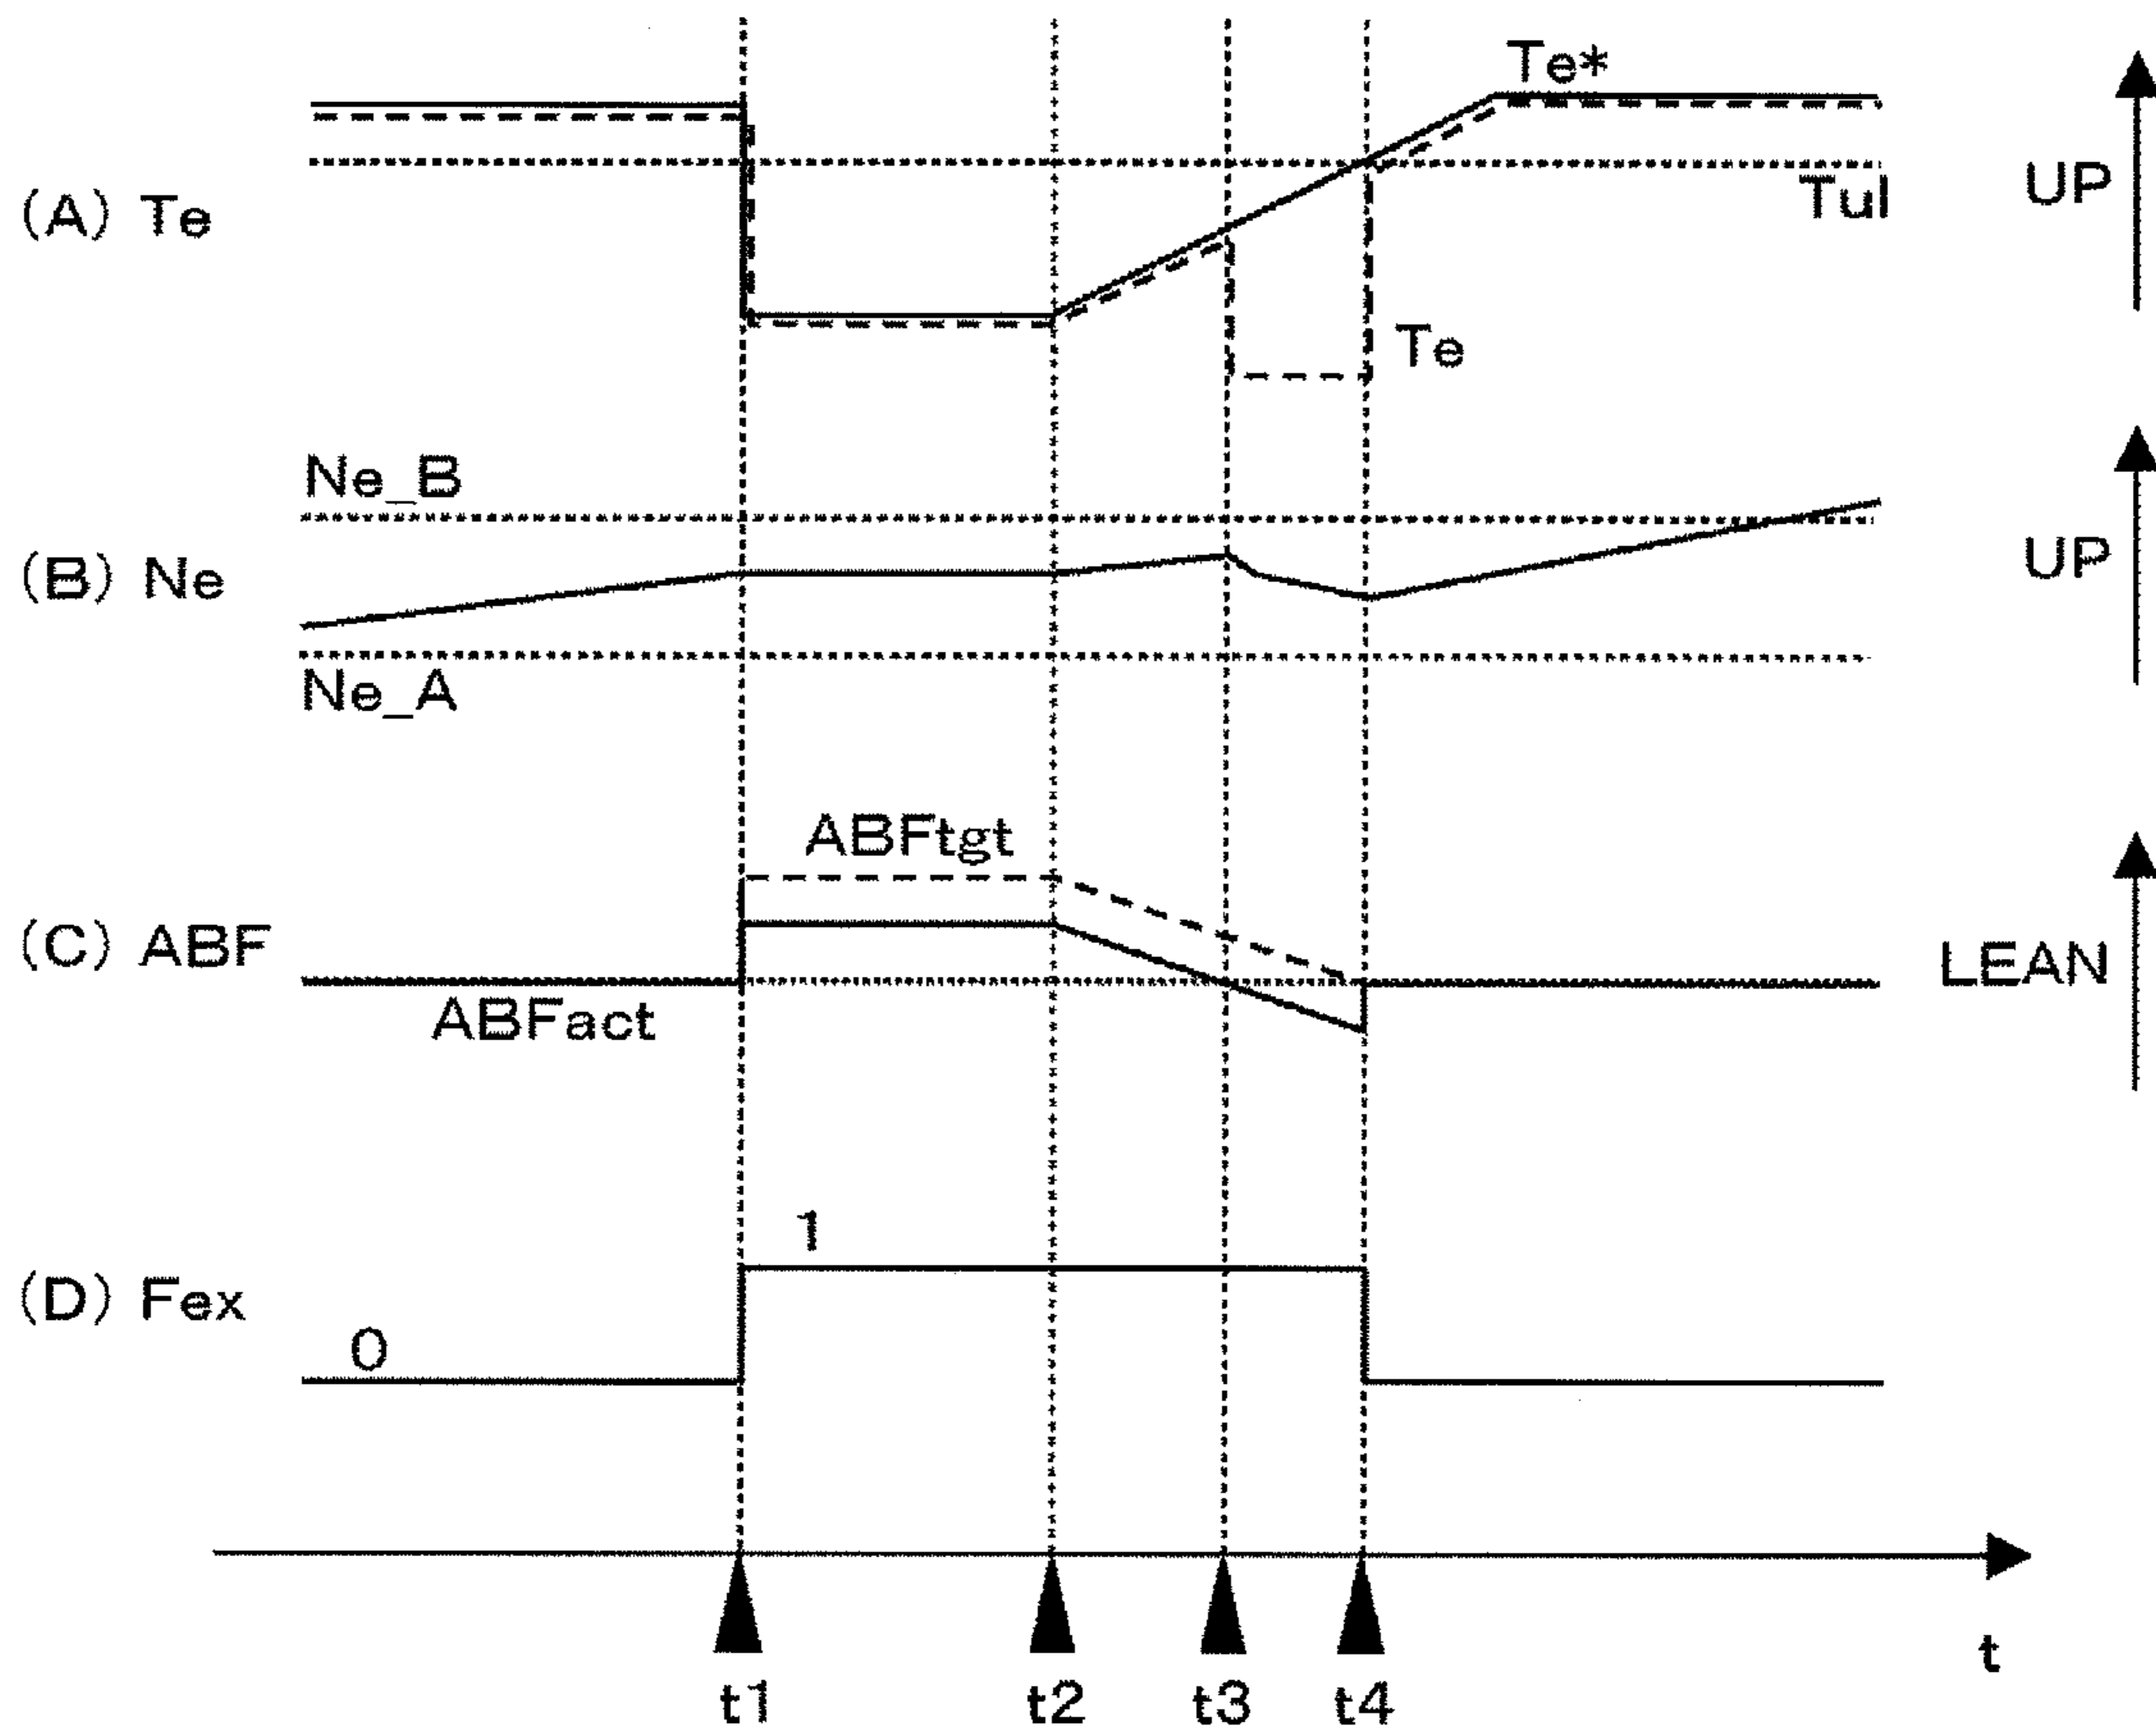 Te*
(A) Te
Tul
UP
Te
Ne_B
(B) Ne
UP
Ne_A
ABFtgt
(C) ABF
LEAN
ABFact
1
(D) Fex
0
t
t1 t2 t3 t4